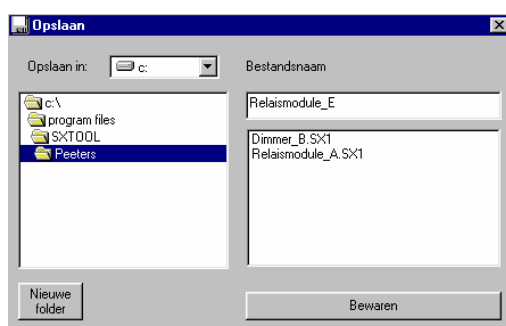 Opslaan
Opslaan in:
c:
Bestandsnaam
c:\
program files
SXTOOL
Peeters
Relaismodule_E
Dimmer_B.SX1
Relaismodule_A.SX1
Nieuwe
folder
Bewaren